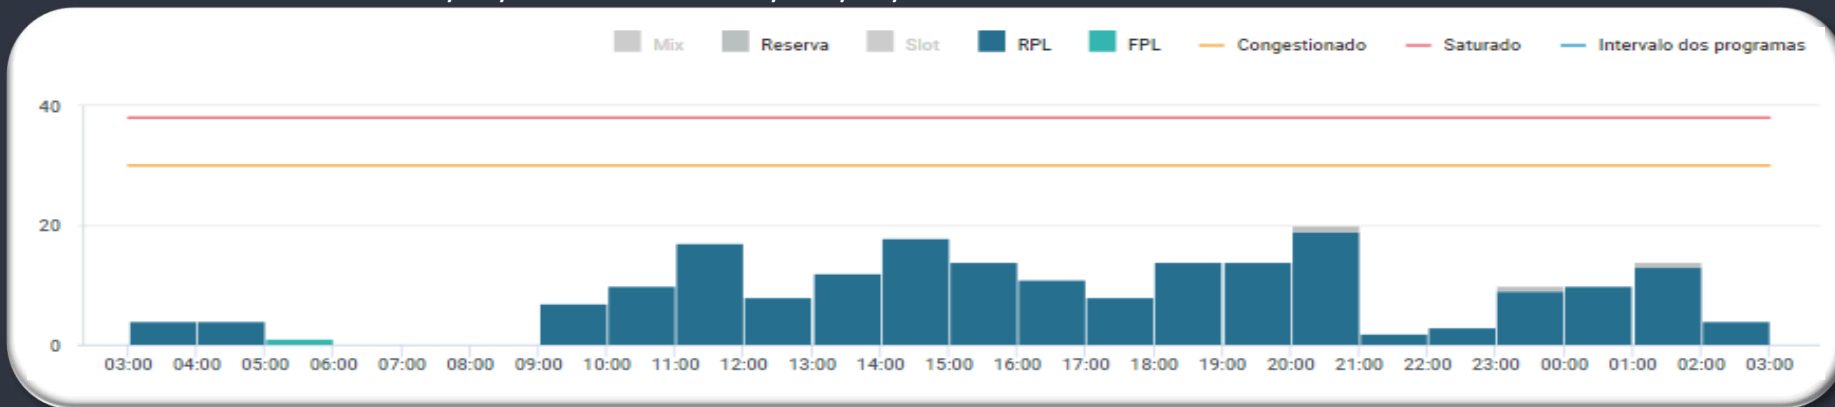 Mix Reserva Slot RPL FPL Congestionado Saturado Intervalo dos programas
40
20
0
03:00 04:00 05:00 06:00 07:00 08:00 09:00 10:00 11:00 12:00 13:00 14:00 15:00 16:00 17:00 18:00 19:00 20:00 21:00 22:00 23:00 00:00 01:00 02:00 03:00